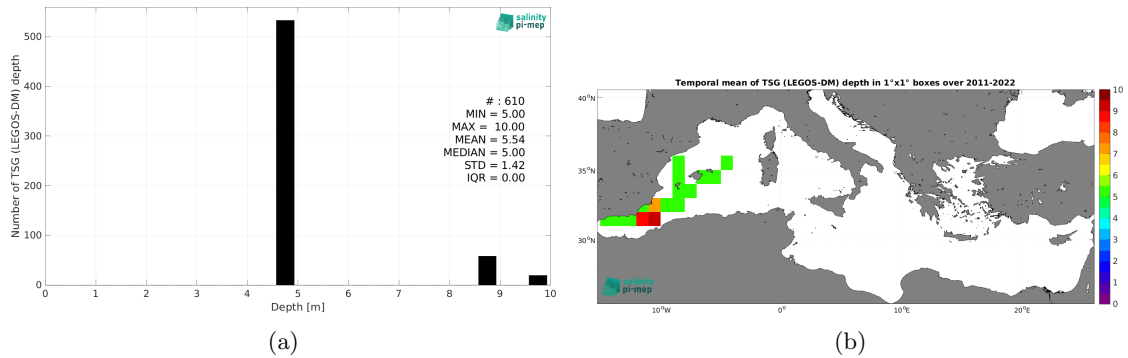 salinity
pi-mep
Number of TSG (LEGOS-DM) depth
500
400
300
200
100
0
# : 610
MIN = 5.00
MAX = 10.00
MEAN = 5.54
MEDIAN = 5.00
STD = 1.42
IQR = 0.00
0 1 2 3 4 5 6 7 8 9 10
Depth [m]
(a)
Temporal mean of TSG (LEGOS-DM) depth in 1°x1° boxes over 2011-2022
40°N
35°N
30°N
10°W
0°
10°E
20°E
10
9
8
7
6
5
4
3
2
1
0
salinity
pi-mep
(b)